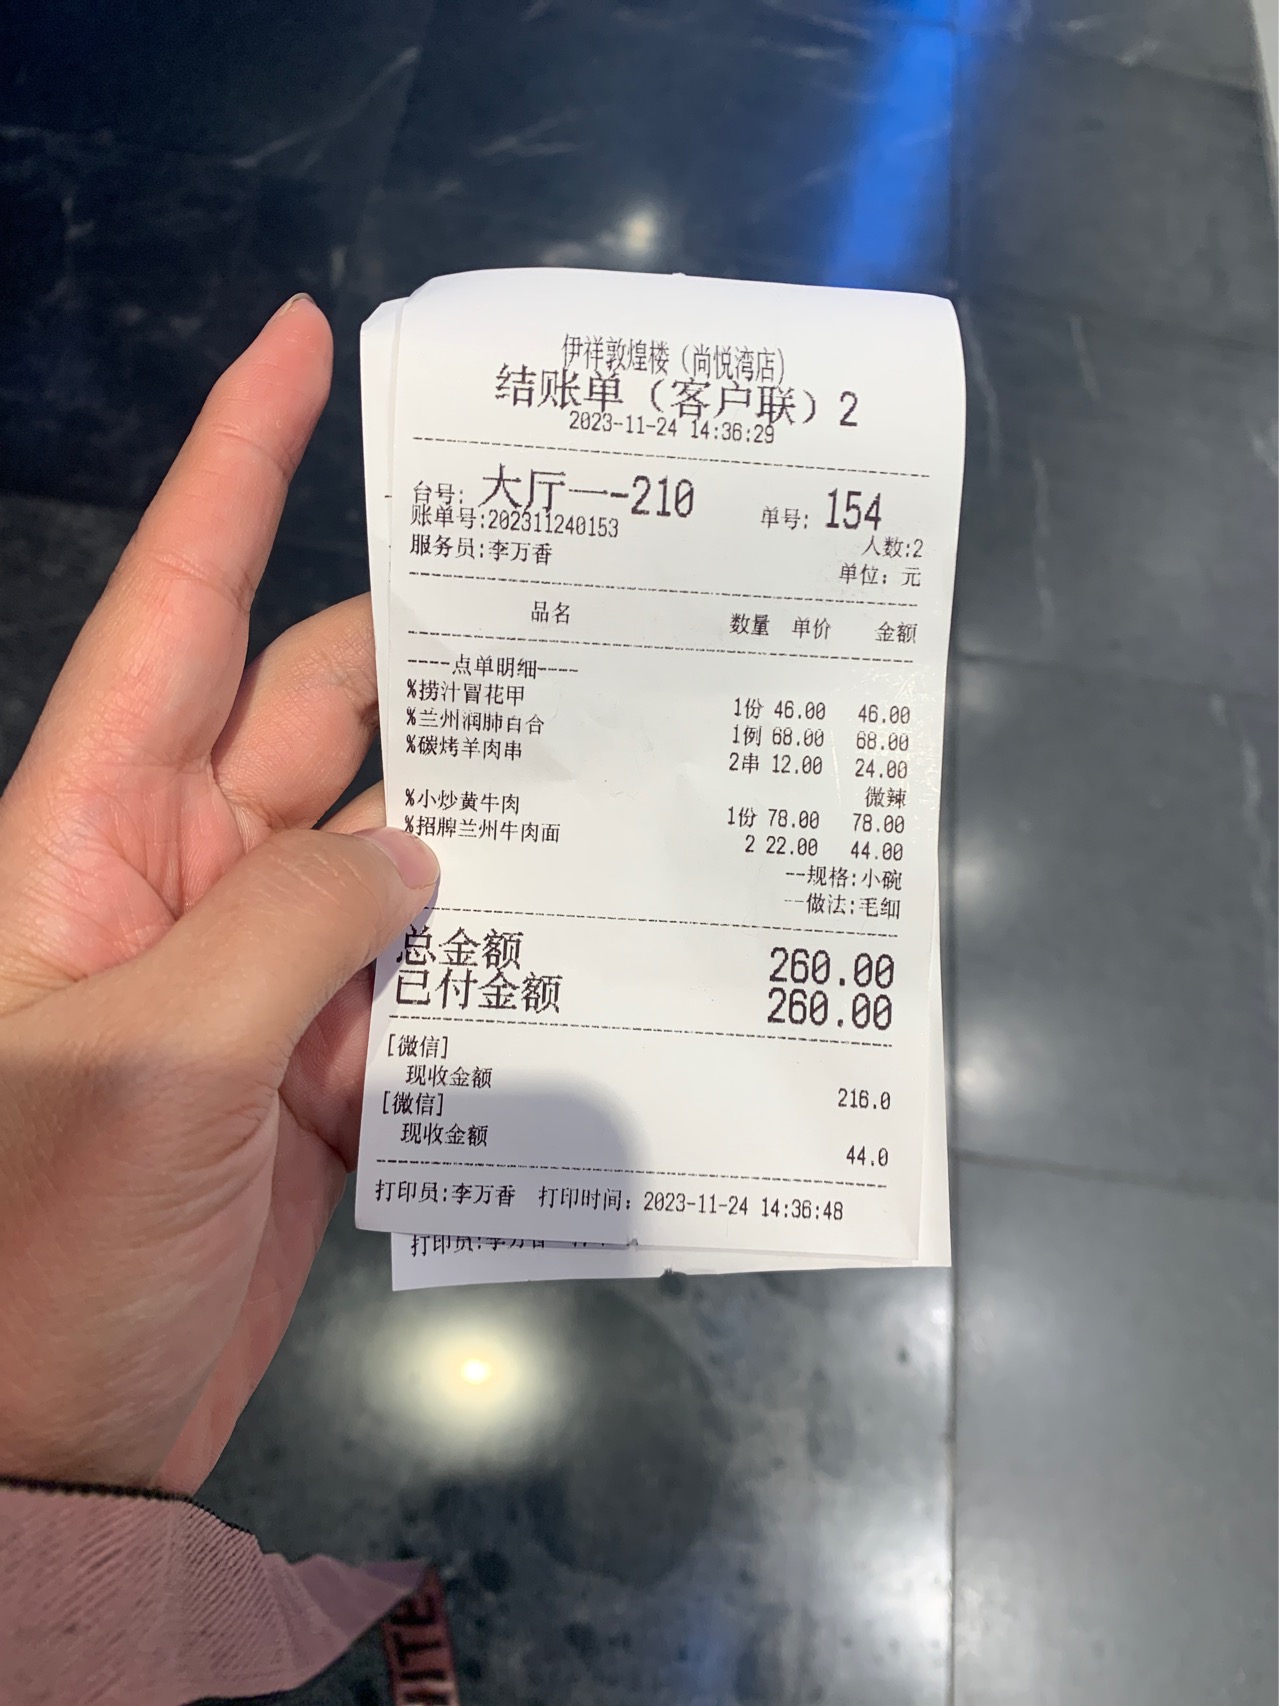 伊祥敦煌楼（尚悦湾店）
结账单（客户联）2
2023-11-24 14:36:29
台号: 大厅一-210 单号: 154
账单号:202311240153 人数:2
服务员:李万香 单位: 元
品名 数量 单价 金额
----点单明细----
%捞汁冒花甲 1份 46.00 46.00
%兰州润肺百合 1例 68.00 68.00
%碳烤羊肉串 2串 12.00 24.00
微辣
%小炒黄牛肉 1份 78.00 78.00
%招牌兰州牛肉面 2 22.00 44.00
--规格:小碗
--做法:毛细
总金额 260.00
已付金额 260.00
[微信]
现收金额 216.0
[微信]
现收金额 44.0
打印员:李万香 打印时间: 2023-11-24 14:36:48
打印员:李万香